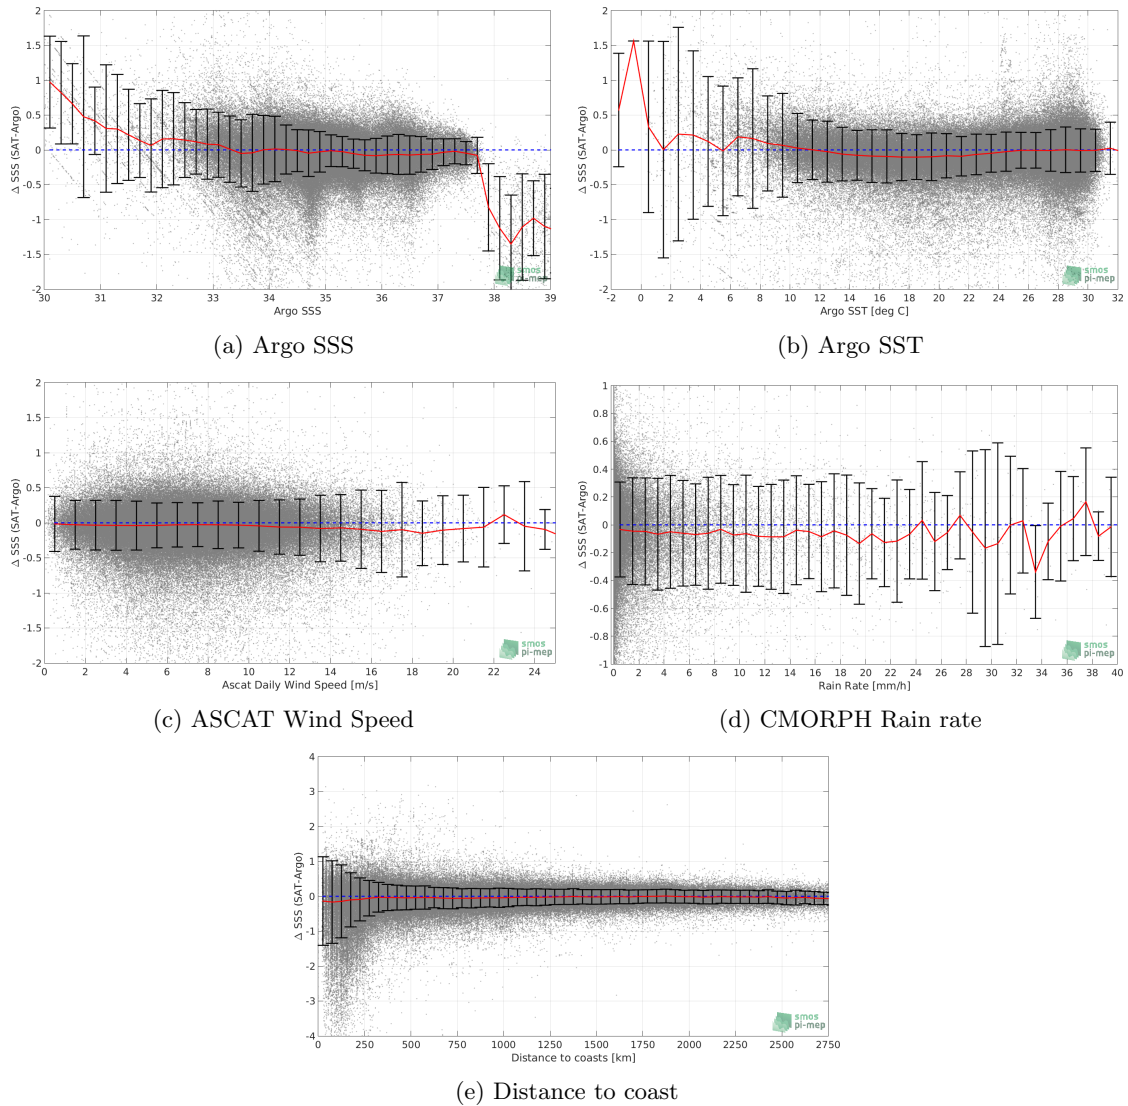 2
1.5
1
0.5
0
-0.5
-1
-1.5
-2
Δ SSS (SAT-Argo)
30 31 32 33 34 35 36 37 38 39
Argo SSS
smos
pi-mep
(a) Argo SSS
2
1.5
1
0.5
0
-0.5
-1
-1.5
-2
Δ SSS (SAT-Argo)
-2 0 2 4 6 8 10 12 14 16 18 20 22 24 26 28 30 32
Argo SST [deg C]
smos
pi-mep
(b) Argo SST
2
1.5
1
0.5
0
-0.5
-1
-1.5
-2
Δ SSS (SAT-Argo)
0 2 4 6 8 10 12 14 16 18 20 22 24
Ascat Daily Wind Speed [m/s]
smos
pi-mep
(c) ASCAT Wind Speed
1
0.8
0.6
0.4
0.2
0
-0.2
-0.4
-0.6
-0.8
-1
Δ SSS (SAT-Argo)
0 2 4 6 8 10 12 14 16 18 20 22 24 26 28 30 32 34 36 38 40
Rain Rate [mm/h]
smos
pi-mep
(d) CMORPH Rain rate
4
3
2
1
0
-1
-2
-3
-4
Δ SSS (SAT-Argo)
0 250 500 750 1000 1250 1500 1750 2000 2250 2500 2750
Distance to coasts [km]
smos
pi-mep
(e) Distance to coast